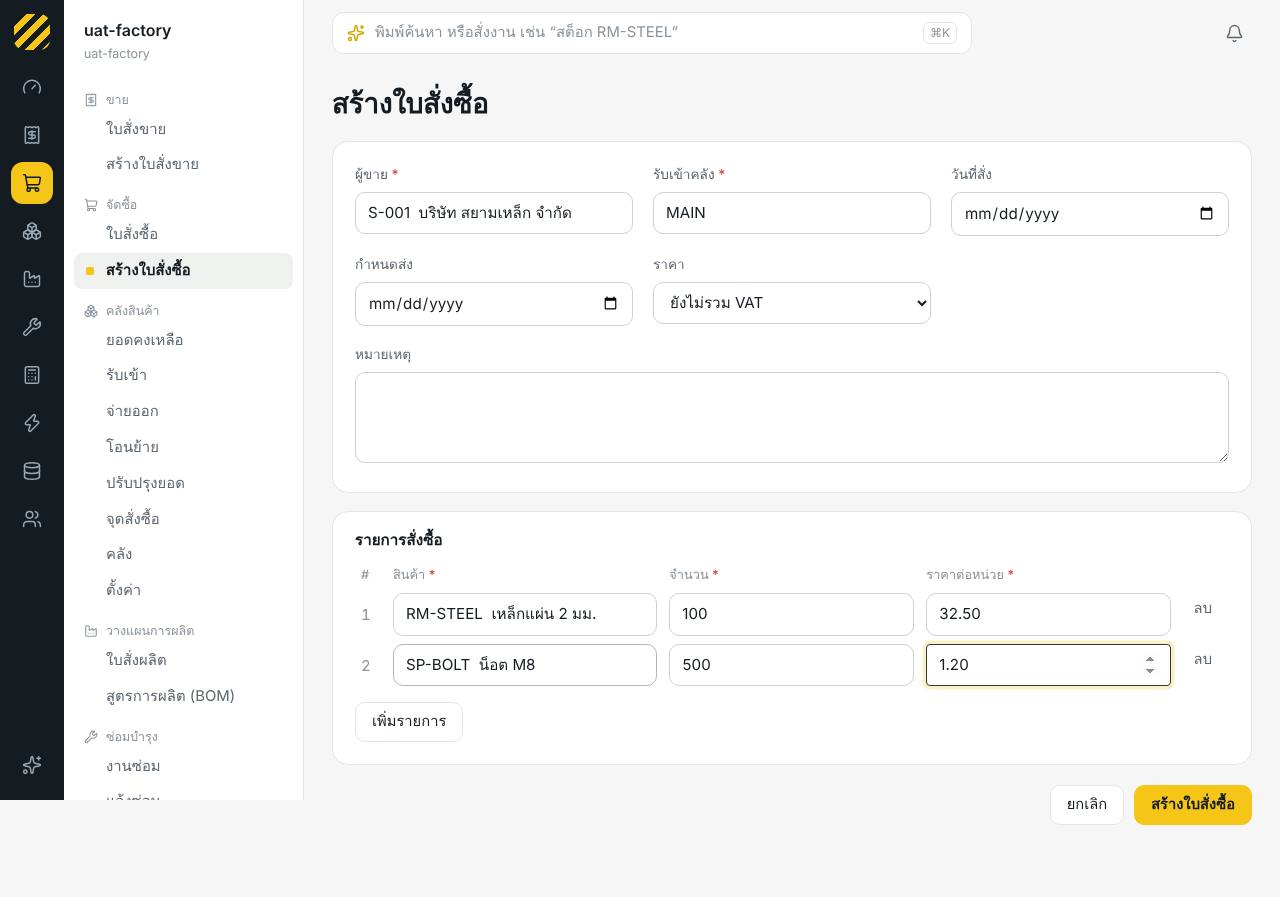 uat-factory
uat-factory
ขาย
ใบสั่งขาย
สร้างใบสั่งขาย
จัดซื้อ
ใบสั่งซื้อ
สร้างใบสั่งซื้อ
คลังสินค้า
ยอดคงเหลือ
รับเข้า
จ่ายออก
โอนย้าย
ปรับปรุงยอด
จุดสั่งซื้อ
คลัง
ตั้งค่า
วางแผนการผลิต
ใบสั่งผลิต
สูตรการผลิต (BOM)
ซ่อมบำรุง
งานซ่อม
พิมพ์ค้นหา หรือสั่งงาน เช่น “สต็อก RM-STEEL” ⌘K
สร้างใบสั่งซื้อ
ผู้ขาย * รับเข้าคลัง * วันที่สั่ง
S-001 บริษัท สยามเหล็ก จำกัด MAIN mm/dd/yyyy
กำหนดส่ง ราคา
mm/dd/yyyy ยังไม่รวม VAT
หมายเหตุ
รายการสั่งซื้อ
# สินค้า * จำนวน * ราคาต่อหน่วย *
1 RM-STEEL เหล็กแผ่น 2 มม. 100 32.50 ลบ
2 SP-BOLT น็อต M8 500 1.20 ลบ
เพิ่มรายการ
ยกเลิก สร้างใบสั่งซื้อ